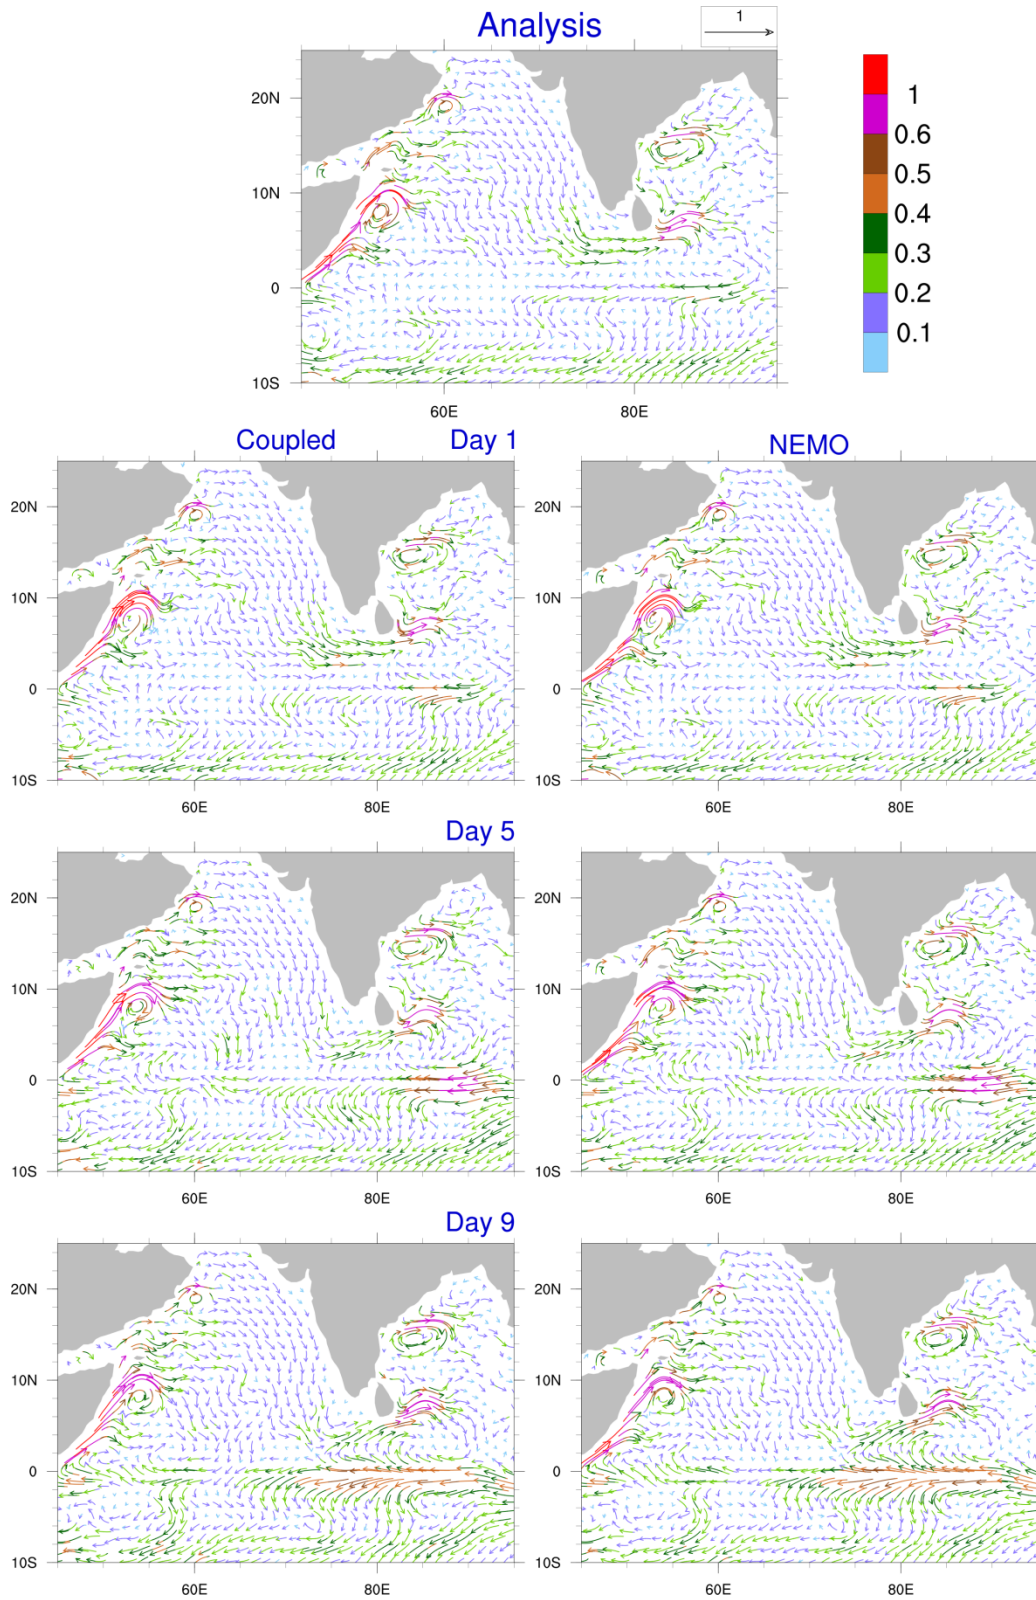 Analysis
1
20N
10N
0
10S
60E 80E
1
0.6
0.5
0.4
0.3
0.2
0.1
Coupled Day 1 NEMO
20N 20N
10N 10N
0 0
10S 10S
60E 80E 60E 80E
Day 5
20N 20N
10N 10N
0 0
10S 10S
60E 80E 60E 80E
Day 9
20N 20N
10N 10N
0 0
10S 10S
60E 80E 60E 80E